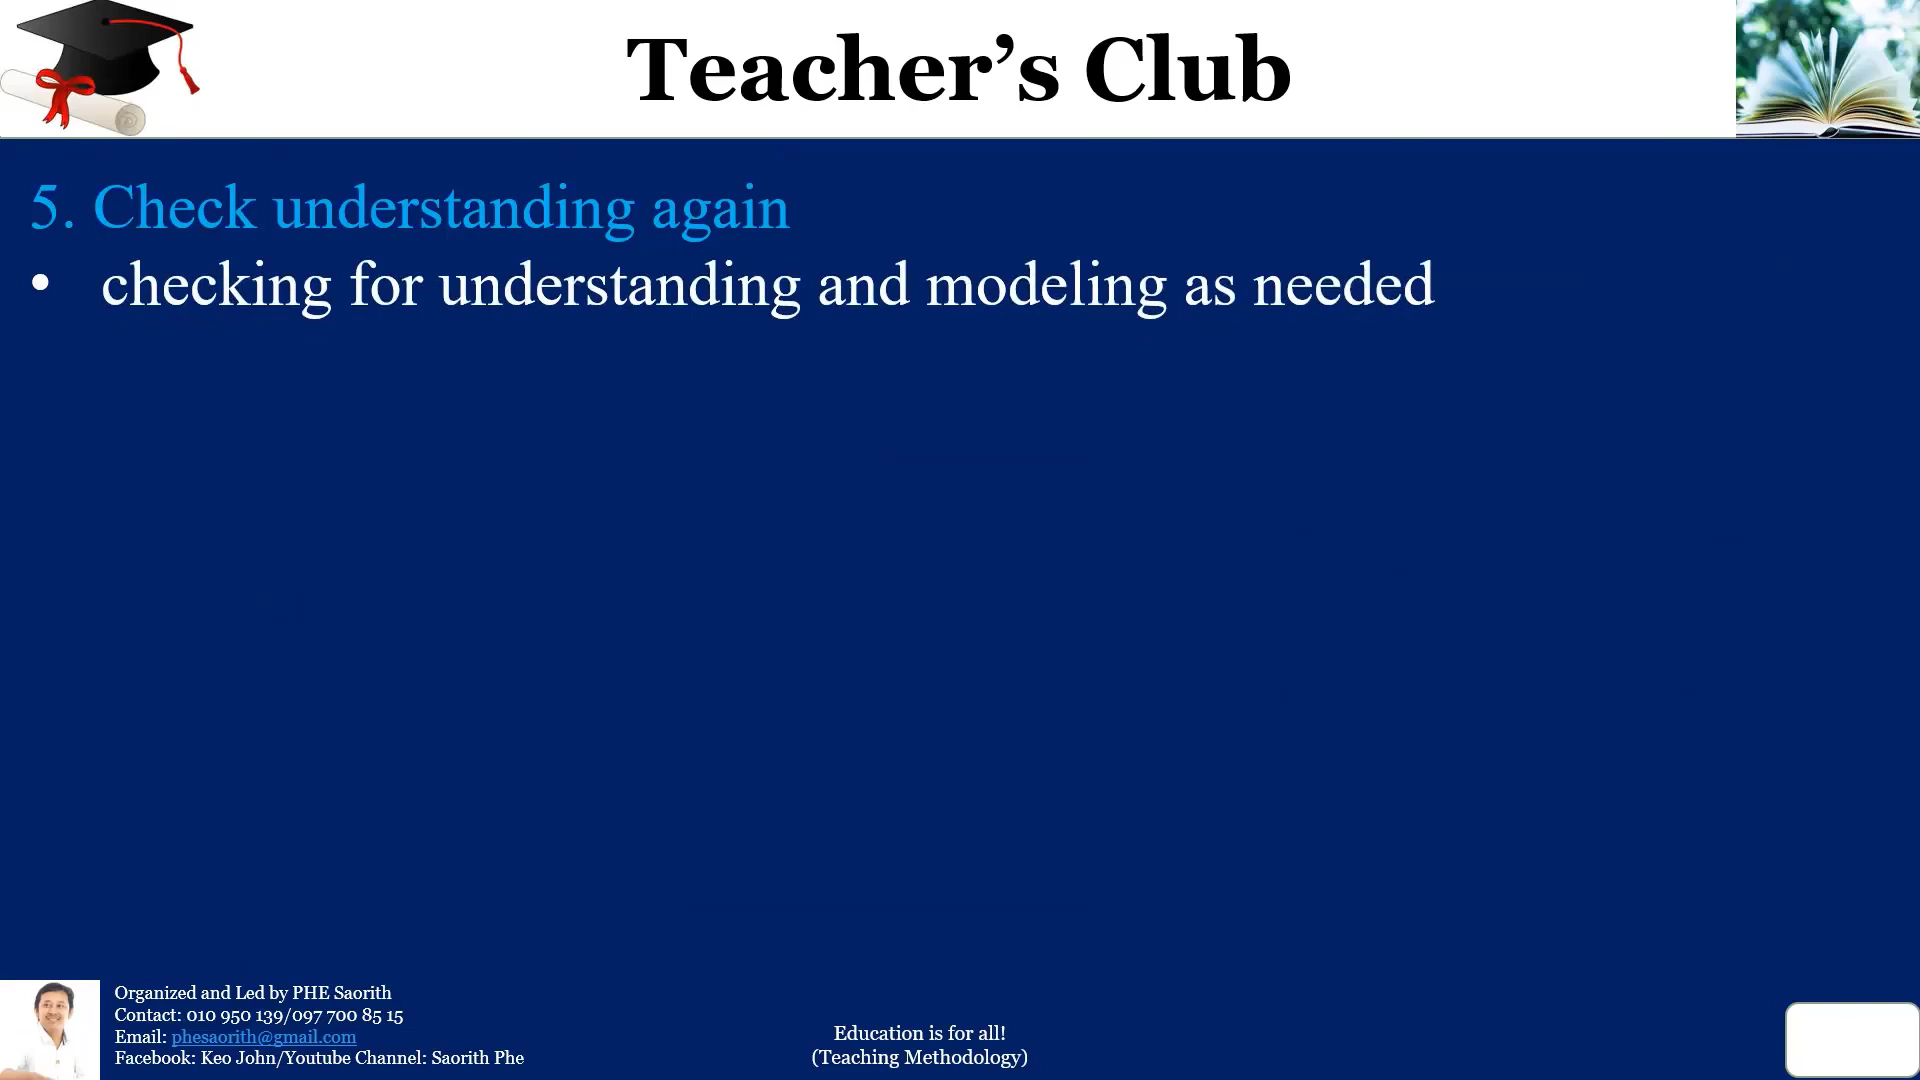 Teacher’s Club
5. Check understanding again
• checking for understanding and modeling as needed
Organized and Led by PHE Saorith
Contact: 010 950 139/097 700 85 15
Email: phesaorith@gmail.com
Facebook: Keo John/Youtube Channel: Saorith Phe
Education is for all!
(Teaching Methodology)